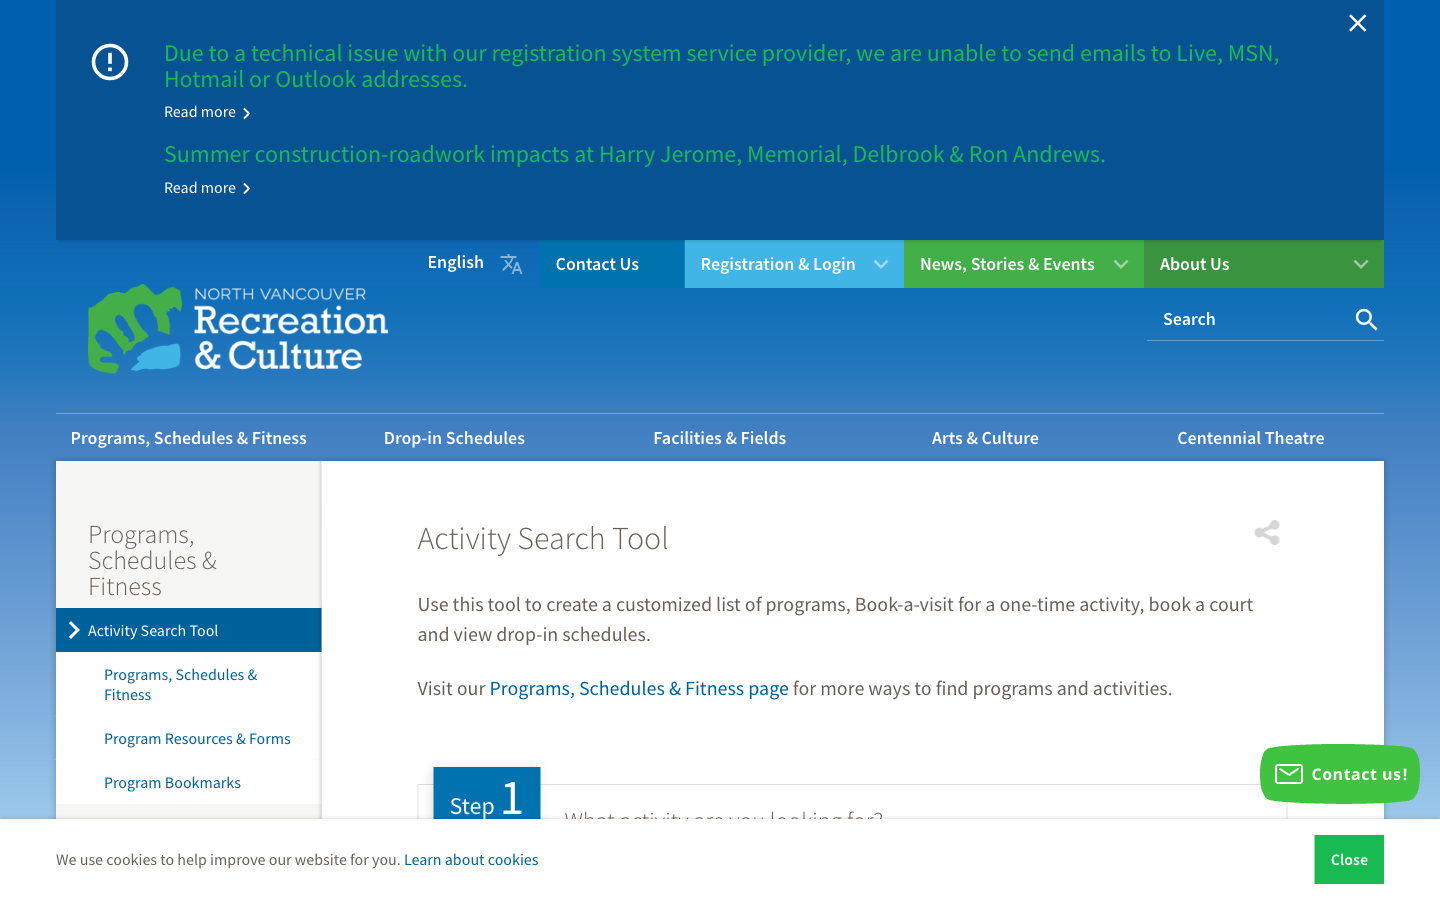 Due to a technical issue with our registration system service provider, we are unable to send emails to Live, MSN,
Hotmail or Outlook addresses.
Read more
Summer construction-roadwork impacts at Harry Jerome, Memorial, Delbrook & Ron Andrews.
Read more
English
Contact Us
Registration & Login
News, Stories & Events
About Us
NORTH VANCOUVER
Recreation
& Culture
Search
Programs, Schedules & Fitness
Drop-in Schedules
Facilities & Fields
Arts & Culture
Centennial Theatre
Programs,
Schedules &
Fitness
Activity Search Tool
Programs, Schedules &
Fitness
Program Resources & Forms
Program Bookmarks
Activity Search Tool
Use this tool to create a customized list of programs, Book-a-visit for a one-time activity, book a court
and view drop-in schedules.
Visit our Programs, Schedules & Fitness page for more ways to find programs and activities.
Step 1
What activity are you looking for?
Contact us!
We use cookies to help improve our website for you. Learn about cookies
Close